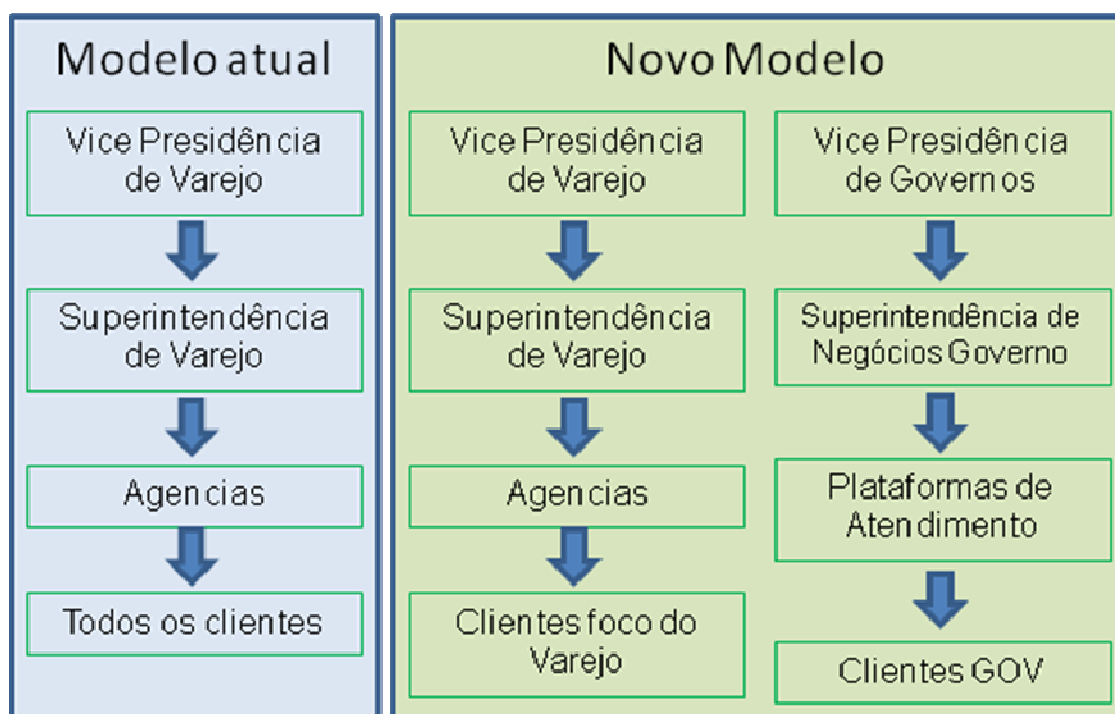 Modelo atual
Vice Presidência
de Varejo
Superintendência
de Varejo
Agencias
Todos os clientes
Novo Modelo
Vice Presidência
de Varejo
Superintendência
de Varejo
Agencias
Clientes foco do
Varejo
Vice Presidência
de Governos
Superintendência de
Negócios Governo
Plataformas de
Atendimento
Clientes GOV